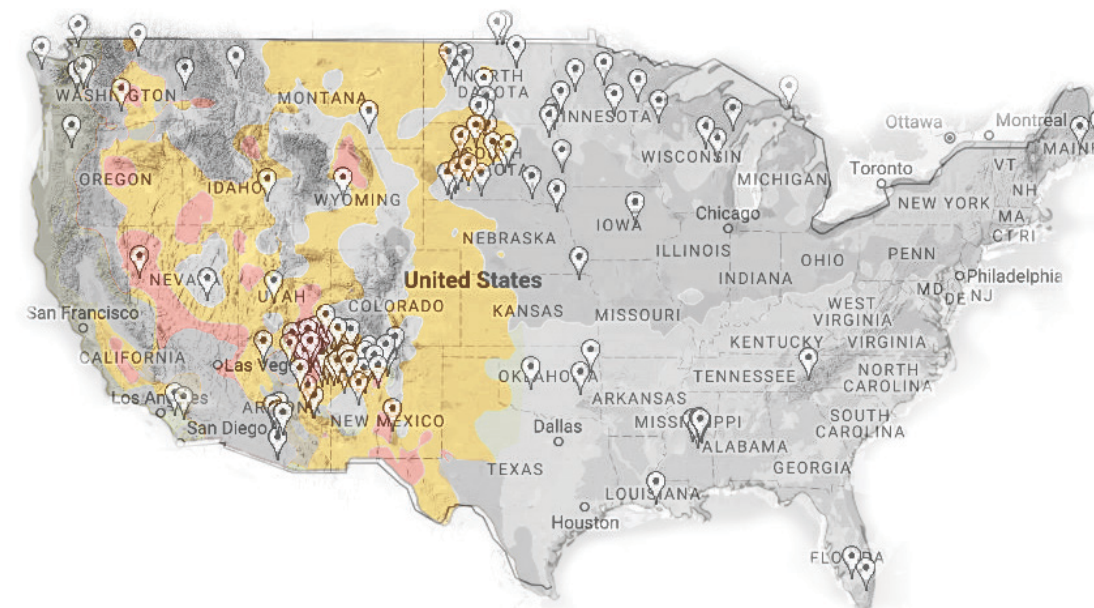 NORTH
DAKOTA
MONTANA
WASHINGTON
MINNESOTA
Ottawa
Montreal
MAINE
WISCONSIN
VT
Toronto
OREGON
IDAHO
MICHIGAN
NH
WYOMING
NEW YORK
MA
Chicago
IOWA
CT RI
NEBRASKA
ILLINOIS
OHIO
PENN
United States
NEVADA
INDIANA
Philadelphia
UTAH
MD
DE NJ
COLORADO
KANSAS
MISSOURI
WEST
VIRGINIA
San Francisco
KENTUCKY
VIRGINIA
CALIFORNIA
Las Vegas
OKLAHOMA
TENNESSEE
NORTH
CAROLINA
Los Angeles
ARKANSAS
ARIZONA
NEW MEXICO
San Diego
Dallas
MISSISSIPPI
SOUTH
CAROLINA
ALABAMA
TEXAS
GEORGIA
LOUISIANA
Houston
FLORIDA